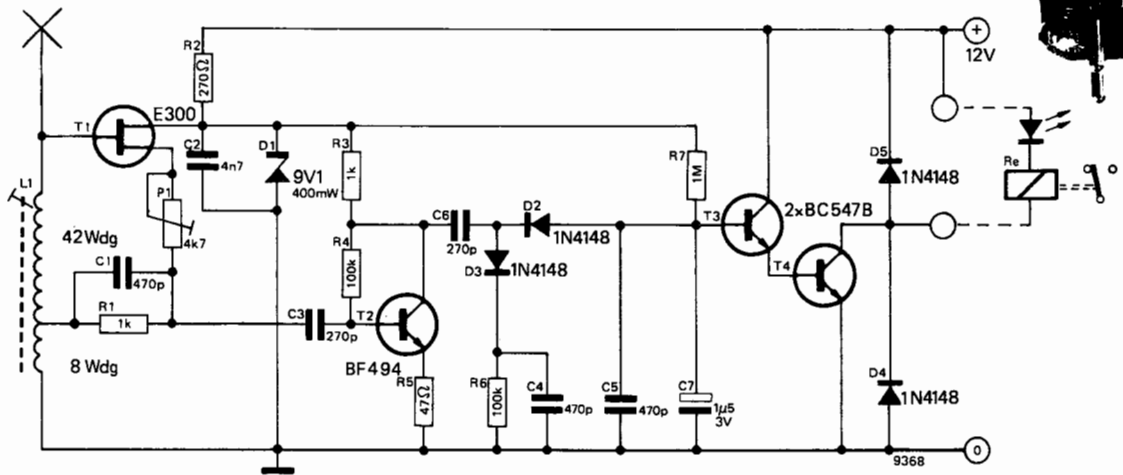 +
12V
R2
270Ω
E300
T1
C2
4n7
D1
9V1
400mW
R3
1k
R7
1M
L1
P1
4k7
42Wdg
C1
470p
R1
1k
8 Wdg
R4
100k
C6
270p
D2
1N4148
D3
1N4148
C3
270p
T2
BF494
R5
47Ω
R6
100k
C4
470p
C5
470p
C7
1µ5
3V
T3
2xBC547B
T4
D5
1N4148
Re
D4
1N4148
9368
0